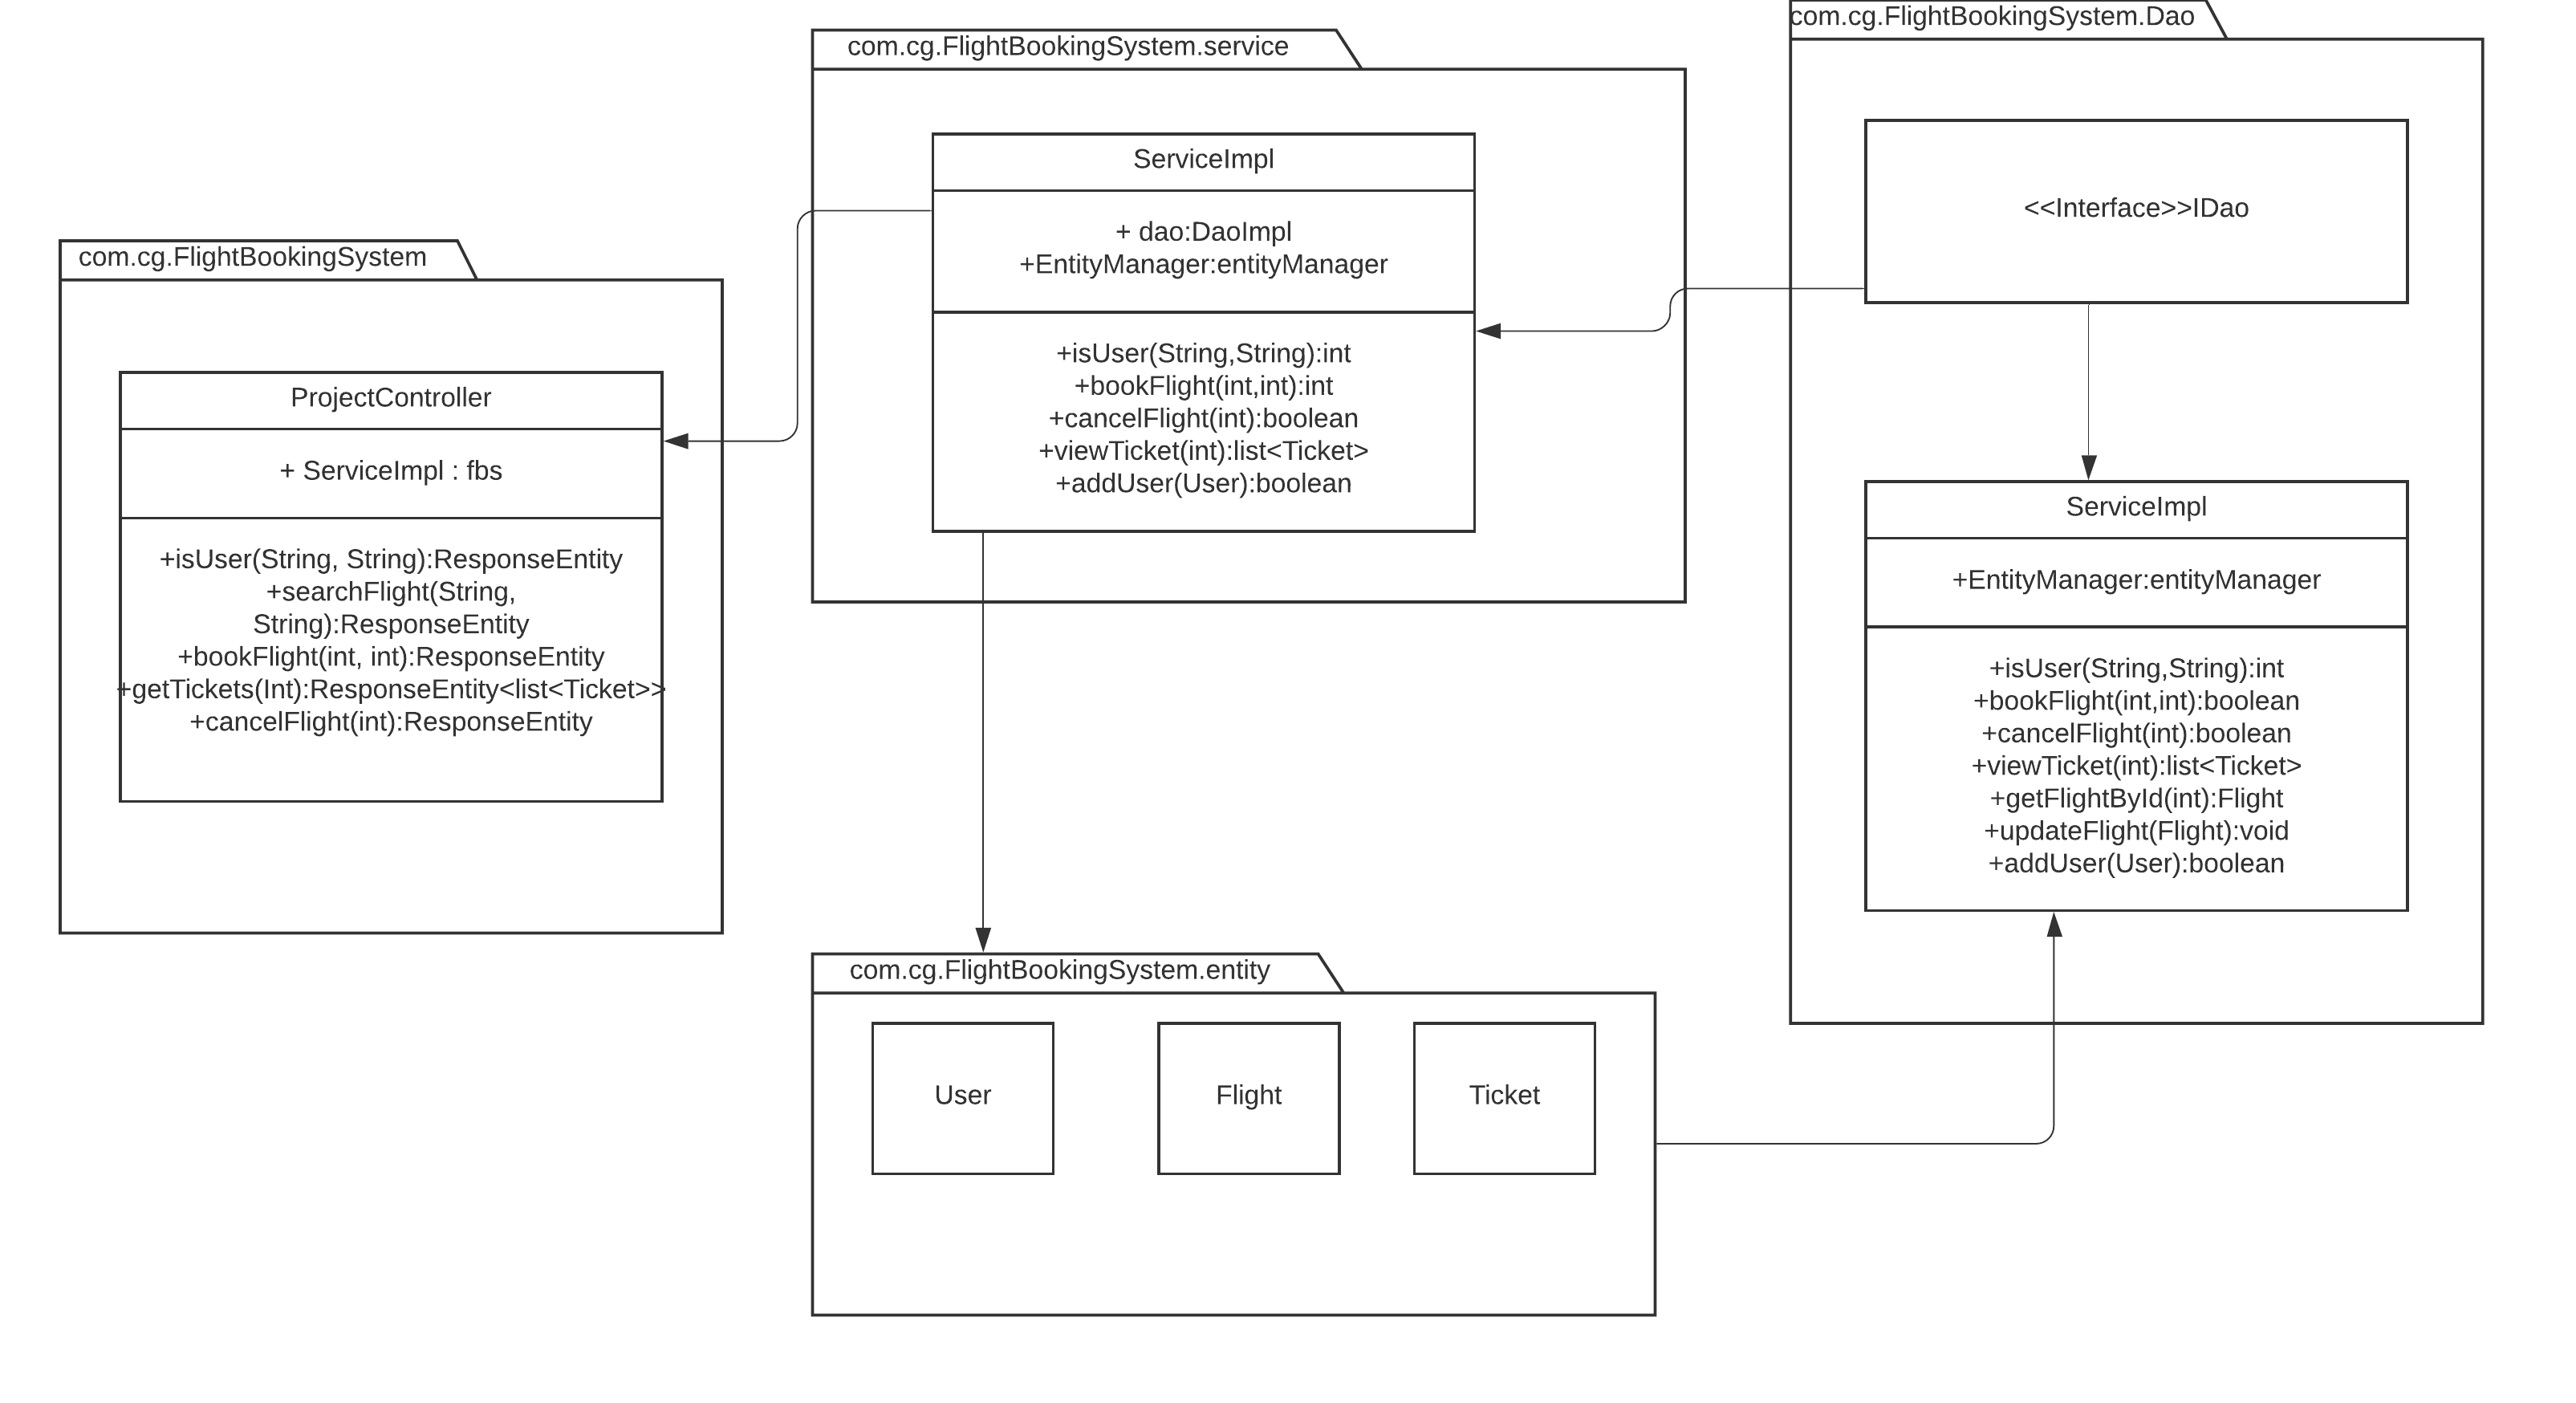 com.cg.FlightBookingSystem
ProjectController
+ ServiceImpl : fbs
+isUser(String, String):ResponseEntity
+searchFlight(String,
String):ResponseEntity
+bookFlight(int, int):ResponseEntity
+getTickets(Int):ResponseEntity<list<Ticket>>
+cancelFlight(int):ResponseEntity
com.cg.FlightBookingSystem.service
ServiceImpl
+ dao:DaoImpl
+EntityManager:entityManager
+isUser(String,String):int
+bookFlight(int,int):int
+cancelFlight(int):boolean
+viewTicket(int):list<Ticket>
+addUser(User):boolean
com.cg.FlightBookingSystem.Dao
<<Interface>>IDao
ServiceImpl
+EntityManager:entityManager
+isUser(String,String):int
+bookFlight(int,int):boolean
+cancelFlight(int):boolean
+viewTicket(int):list<Ticket>
+getFlightById(int):Flight
+updateFlight(Flight):void
+addUser(User):boolean
com.cg.FlightBookingSystem.entity
User
Flight
Ticket